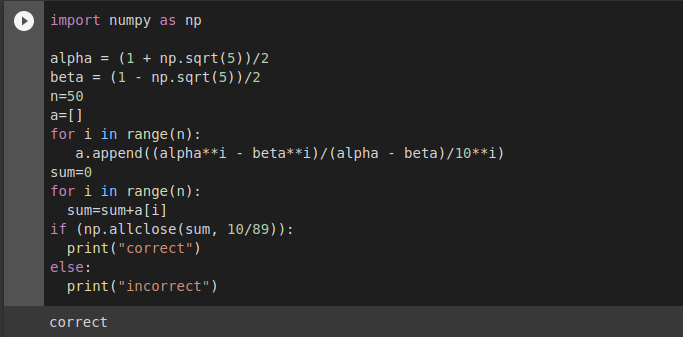 import numpy as np

alpha = (1 + np.sqrt(5))/2
beta = (1 - np.sqrt(5))/2
n=50
a=[]
for i in range(n):
   a.append((alpha**i - beta**i)/(alpha - beta)/10**i)
sum=0
for i in range(n):
  sum=sum+a[i]
if (np.allclose(sum, 10/89)):
  print("correct")
else:
  print("incorrect")
correct